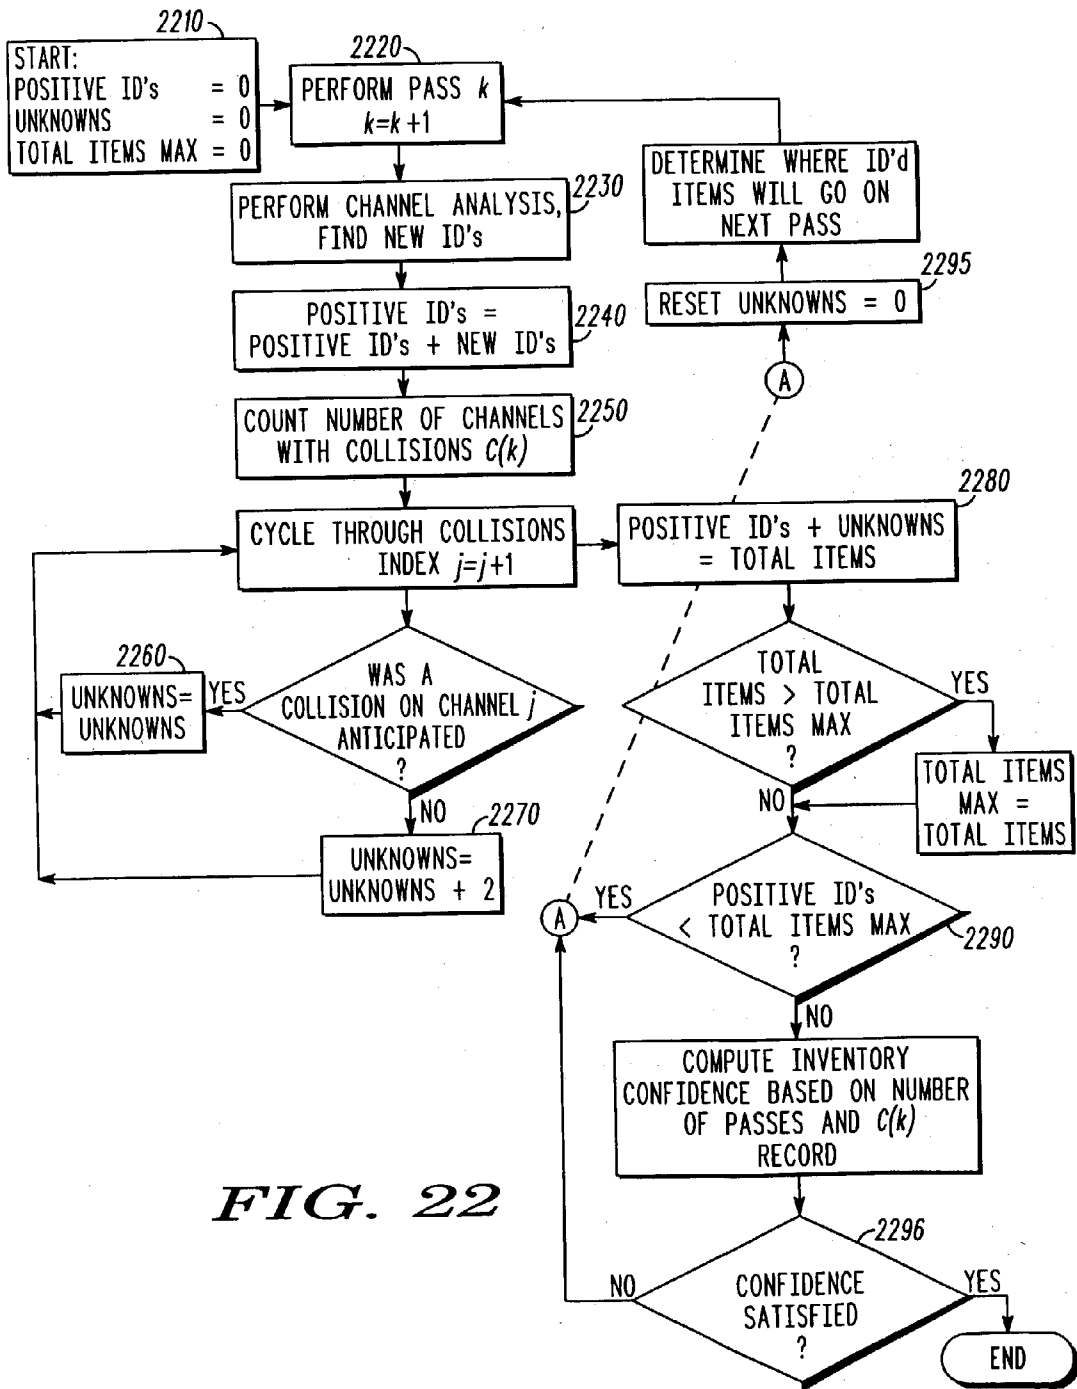 2210
START:
POSITIVE ID's = 0
UNKNOWNS = 0
TOTAL ITEMS MAX = 0
2220
PERFORM PASS k
k=k+1
2230
PERFORM CHANNEL ANALYSIS,
FIND NEW ID's
POSITIVE ID's =
POSITIVE ID's + NEW ID's
2240
COUNT NUMBER OF CHANNELS
WITH COLLISIONS C(k)
2250
CYCLE THROUGH COLLISIONS
INDEX j=j+1
WAS A
COLLISION ON CHANNEL j
ANTICIPATED
?
YES
2260
UNKNOWNS=
UNKNOWNS
NO
2270
UNKNOWNS=
UNKNOWNS + 2
DETERMINE WHERE ID'd
ITEMS WILL GO ON
NEXT PASS
2295
RESET UNKNOWNS = 0
A
2280
POSITIVE ID's + UNKNOWNS
= TOTAL ITEMS
TOTAL
ITEMS > TOTAL
ITEMS MAX
?
YES
TOTAL ITEMS
MAX =
TOTAL ITEMS
NO
POSITIVE ID's
< TOTAL ITEMS MAX
?
2290
YES
A
NO
COMPUTE INVENTORY
CONFIDENCE BASED ON NUMBER
OF PASSES AND C(k)
RECORD
2296
CONFIDENCE
SATISFIED
?
NO
YES
END
FIG. 22